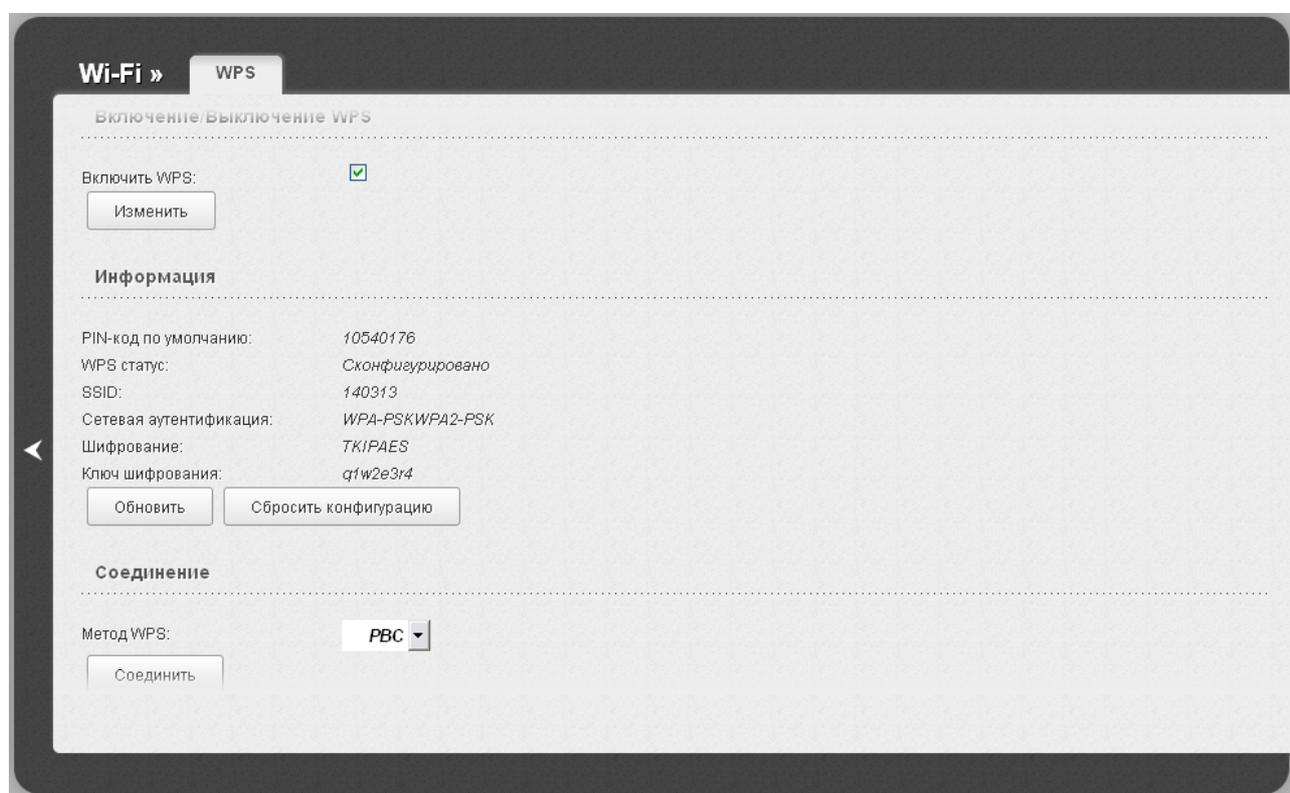 Wi-Fi » WPS
Включение/Выключение WPS
Включить WPS:
Изменить
Информация
PIN-код по умолчанию: 10540176
WPS статус: Сконфигурировано
SSID: 140313
Сетевая аутентификация: WPA-PSKWPA2-PSK
Шифрование: TKIPAES
Ключ шифрования: q1w2e3r4
Обновить Сбросить конфигурацию
Соединение
Метод WPS: PBC
Соединить